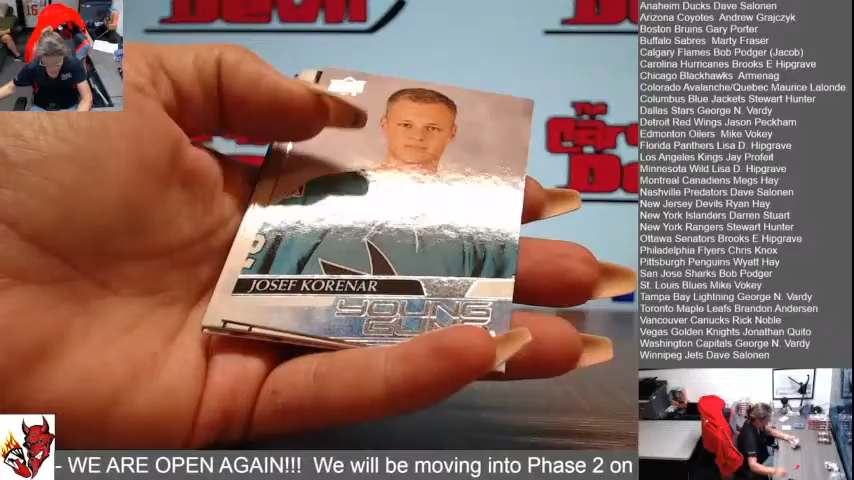 Anaheim Ducks Dave Salonen
Arizona Coyotes Andrew Grajczyk
Boston Bruins Gary Porter
Buffalo Sabres Marty Fraser
Calgary Flames Bob Podger (Jacob)
Carolina Hurricanes Brooks E Hipgrave
Chicago Blackhawks Armenag
Colorado Avalanche/Quebec Maurice Lalonde
Columbus Blue Jackets Stewart Hunter
Dallas Stars George N. Vardy
Detroit Red Wings Jason Peckham
Edmonton Oilers Mike Vokey
Florida Panthers Lisa D. Hipgrave
Los Angeles Kings Jay Profeit
Minnesota Wild Lisa D. Hipgrave
Montreal Canadiens Megs Hay
Nashville Predators Dave Salonen
New Jersey Devils Ryan Hay
New York Islanders Darren Stuart
New York Rangers Stewart Hunter
Ottawa Senators Brooks E Hipgrave
Philadelphia Flyers Chris Knox
Pittsburgh Penguins Wyatt Hay
San Jose Sharks Bob Podger
St. Louis Blues Mike Vokey
Tampa Bay Lightning George N. Vardy
Toronto Maple Leafs Brandon Andersen
Vancouver Canucks Rick Noble
Vegas Golden Knights Jonathan Quito
Washington Capitals George N. Vardy
Winnipeg Jets Dave Salonen
The
JOSEF KORENAR
YOUNG
GUNS
- WE ARE OPEN AGAIN!!! We will be moving into Phase 2 on